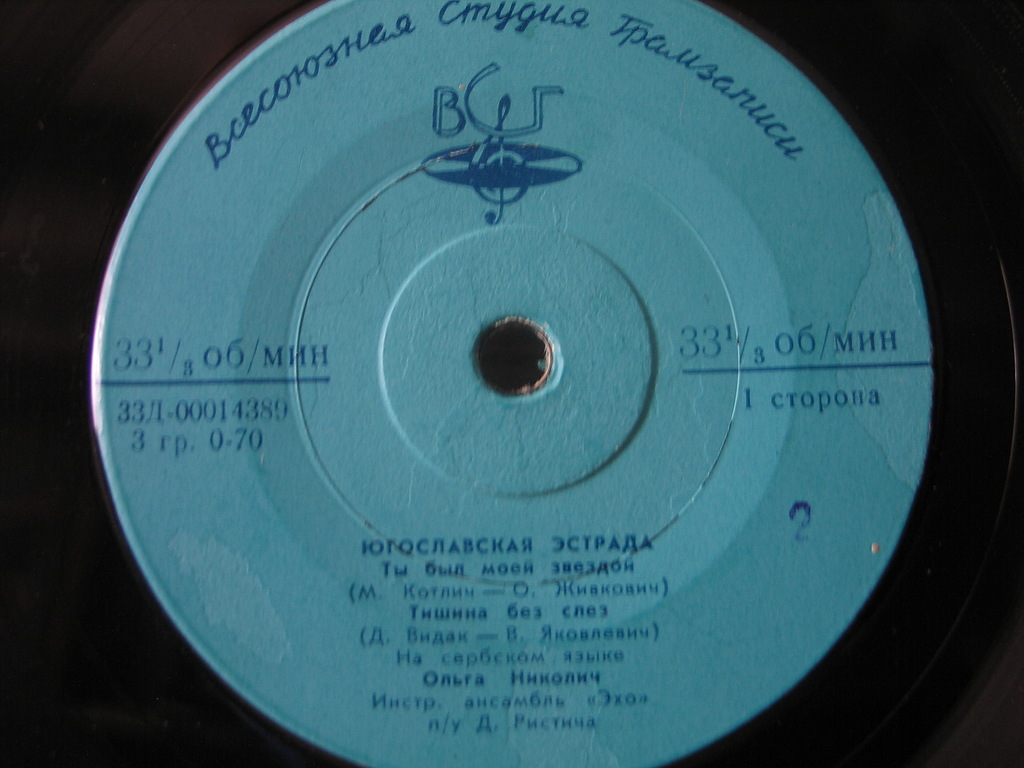 Всесоюзная Студия Грамзаписи
ВСГ
33¹/₃ об/мин
33Д-00014389
3 гр. 0-70
33¹/₃ об/мин
1 сторона
2
ЮГОСЛАВСКАЯ ЭСТРАДА
Ты был моей звездой
(М. Котлич — О. Живкович)
Тишина без слез
(Д. Видак — В. Яковлевич)
На сербском языке
Ольга Николич
Инстр. ансамбль «Эхо»
п/у Д. Ристича